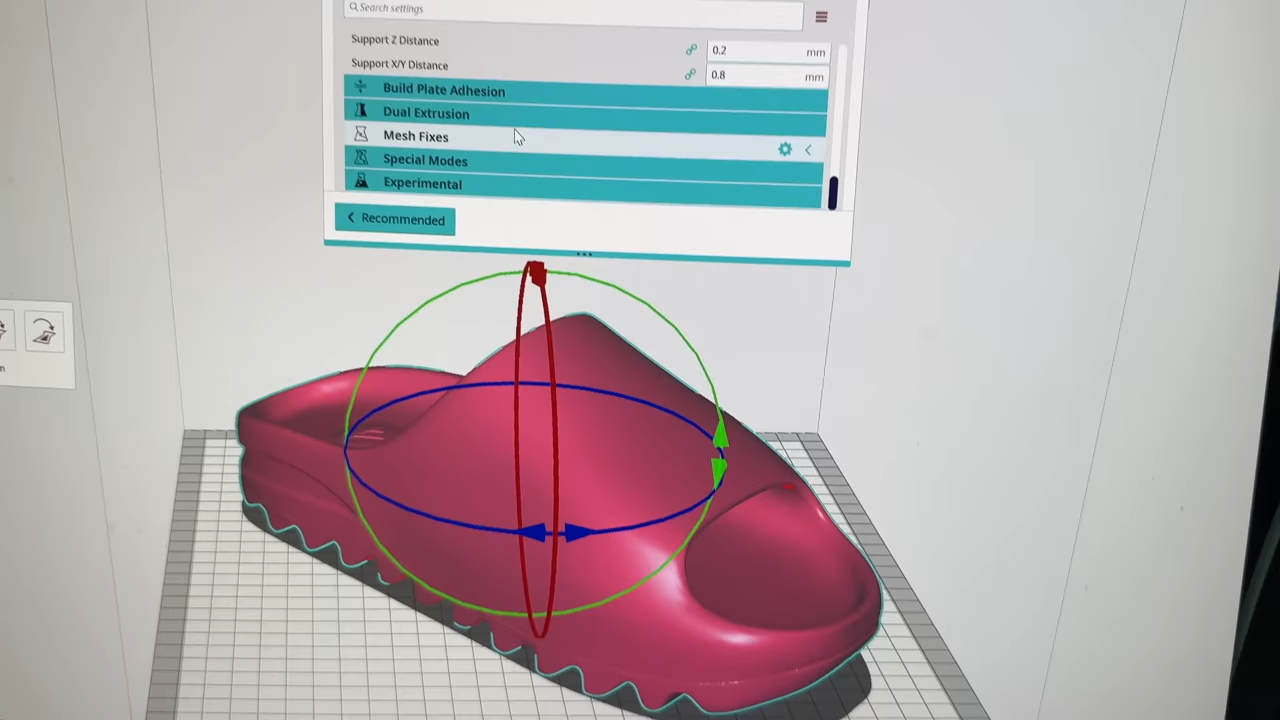 Search settings
Support Z Distance 0.2 mm
Support X/Y Distance 0.8 mm
Build Plate Adhesion
Dual Extrusion
Mesh Fixes
Special Modes
Experimental
Recommended